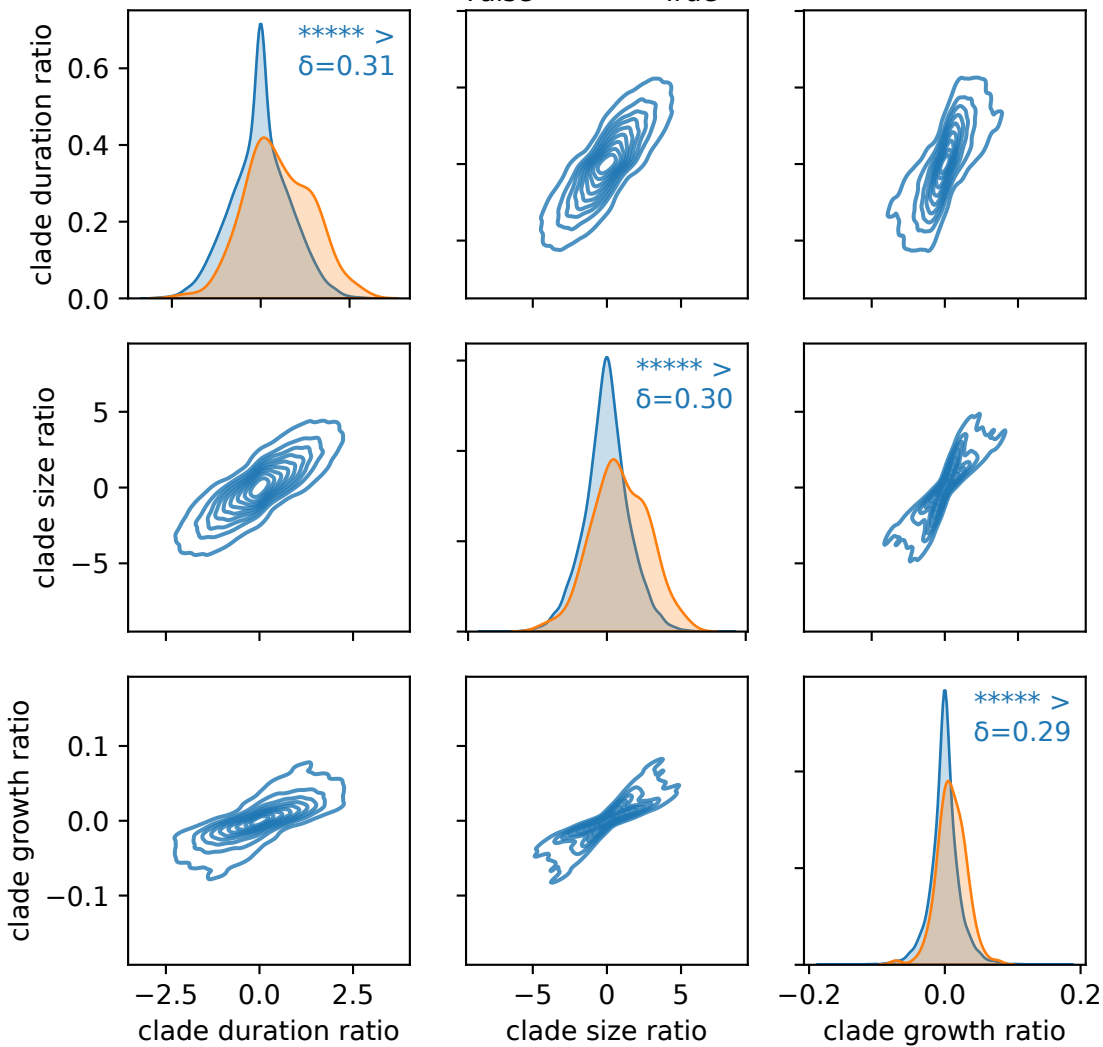 ***** >
δ=0.31
clade duration ratio
0.6
0.4
0.2
0.0
***** >
δ=0.30
clade size ratio
5
0
−5
***** >
δ=0.29
clade growth ratio
0.1
0.0
−0.1
−2.5 0.0 2.5 −5 0 5 −0.2 0.0 0.2
clade duration ratio clade size ratio clade growth ratio